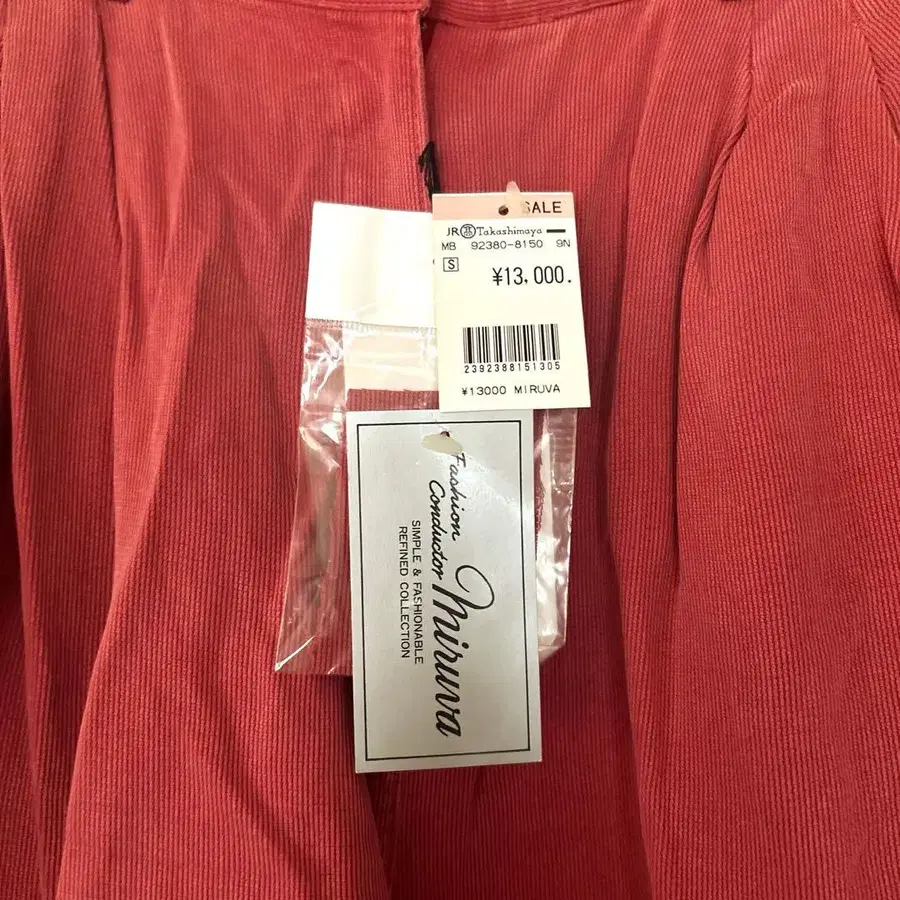 SALE
JR 髙 Takashimaya
MB 92380-8150 9N
S
¥13,000.
2392388151305
¥13000 MIRUVA
Fashion
Conductor
Miruva
SIMPLE & FASHIONABLE
REFINED COLLECTION